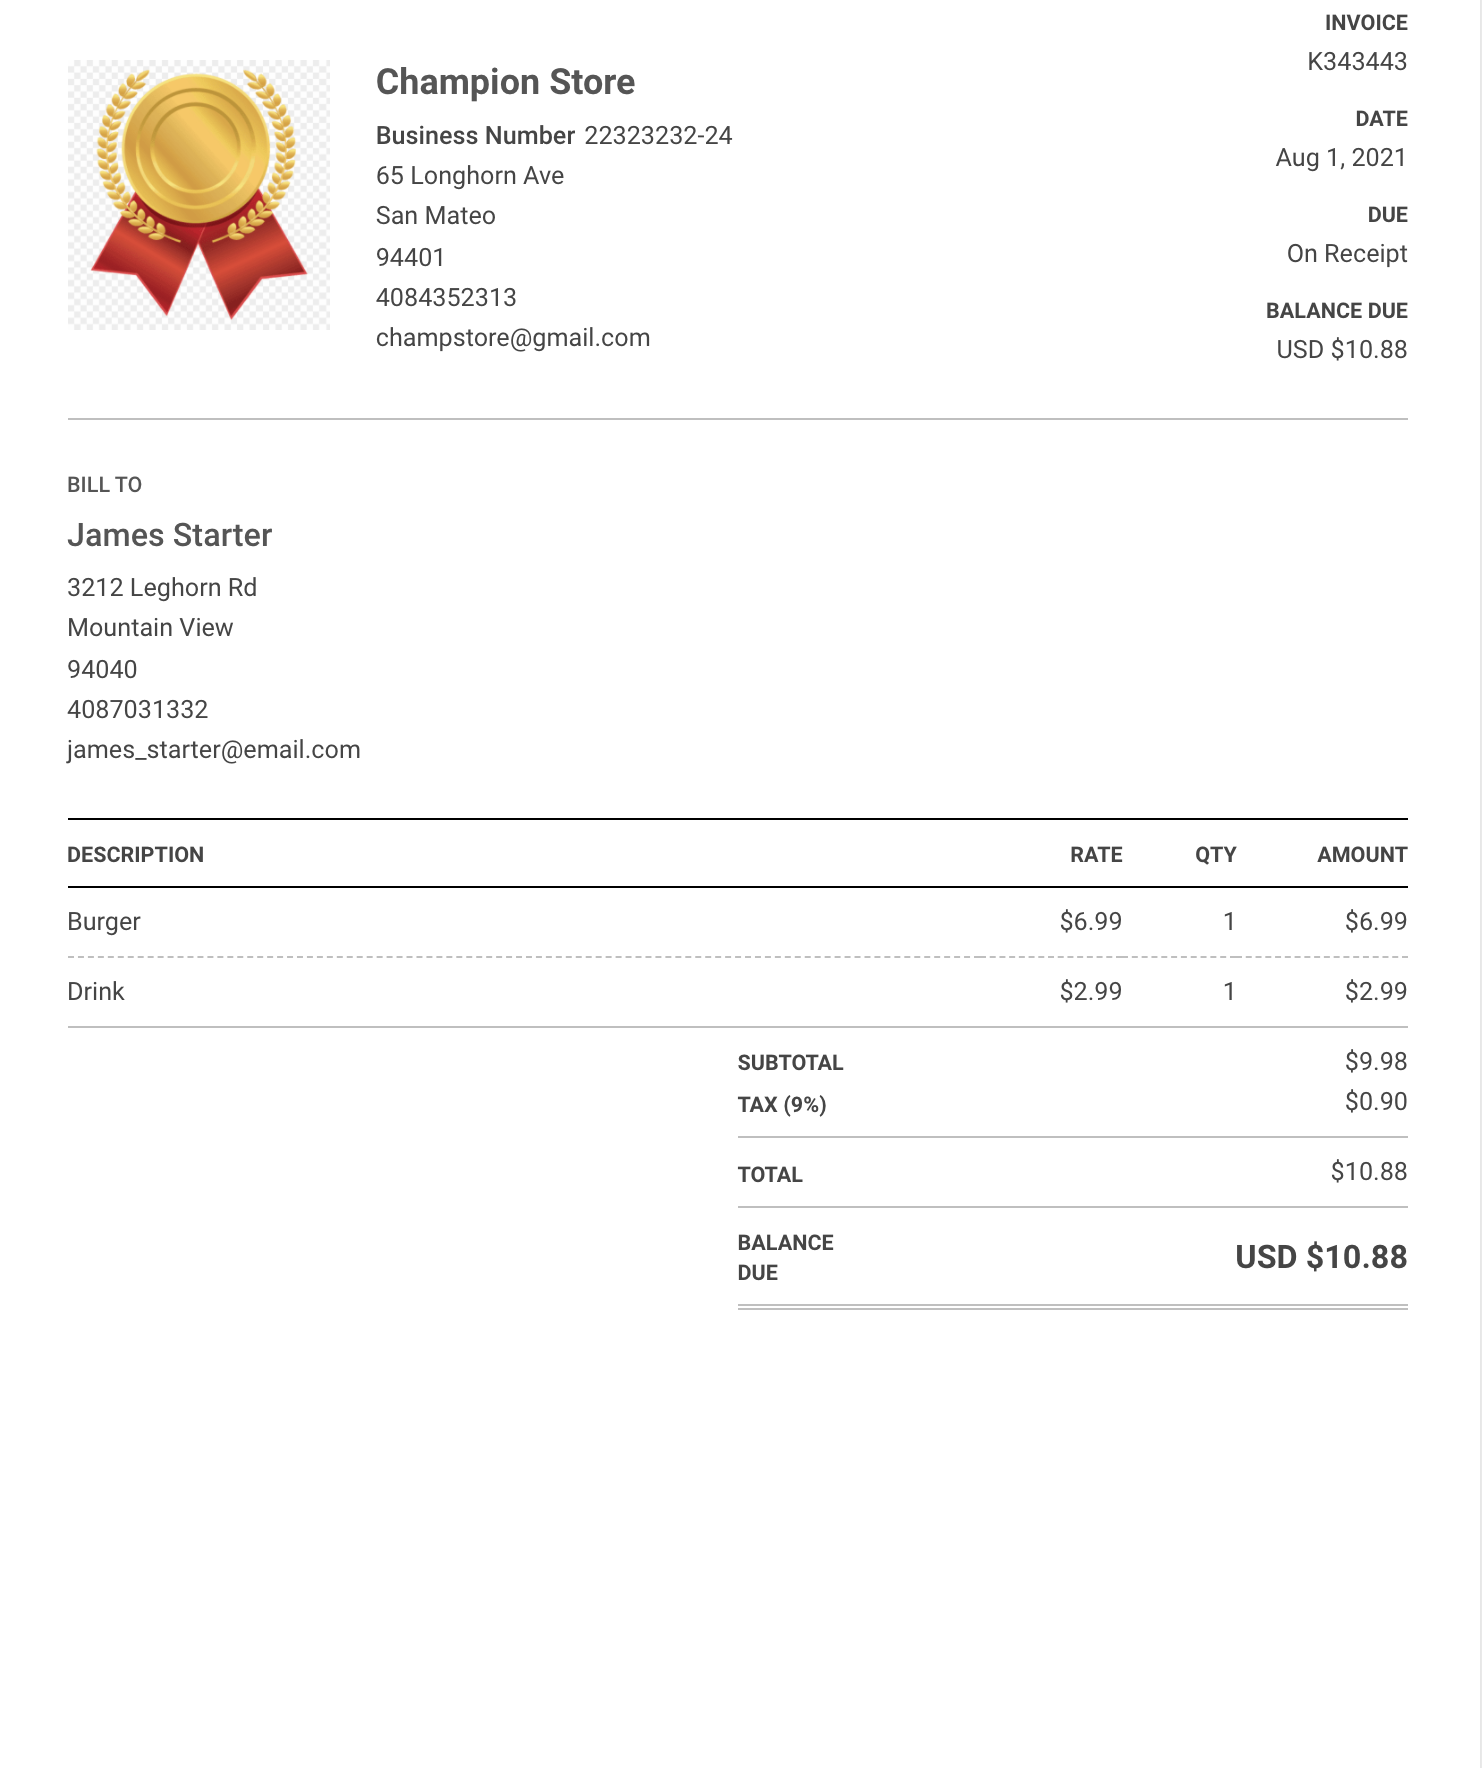 INVOICE
K343443
DATE
Aug 1, 2021
DUE
On Receipt
BALANCE DUE
USD $10.88
Champion Store
Business Number 22323232-24
65 Longhorn Ave
San Mateo
94401
4084352313
champstore@gmail.com
BILL TO
James Starter
3212 Leghorn Rd
Mountain View
94040
4087031332
james_starter@email.com
DESCRIPTION RATE QTY AMOUNT
Burger $6.99 1 $6.99
Drink $2.99 1 $2.99
SUBTOTAL $9.98
TAX (9%) $0.90
TOTAL $10.88
BALANCE
DUE
USD $10.88